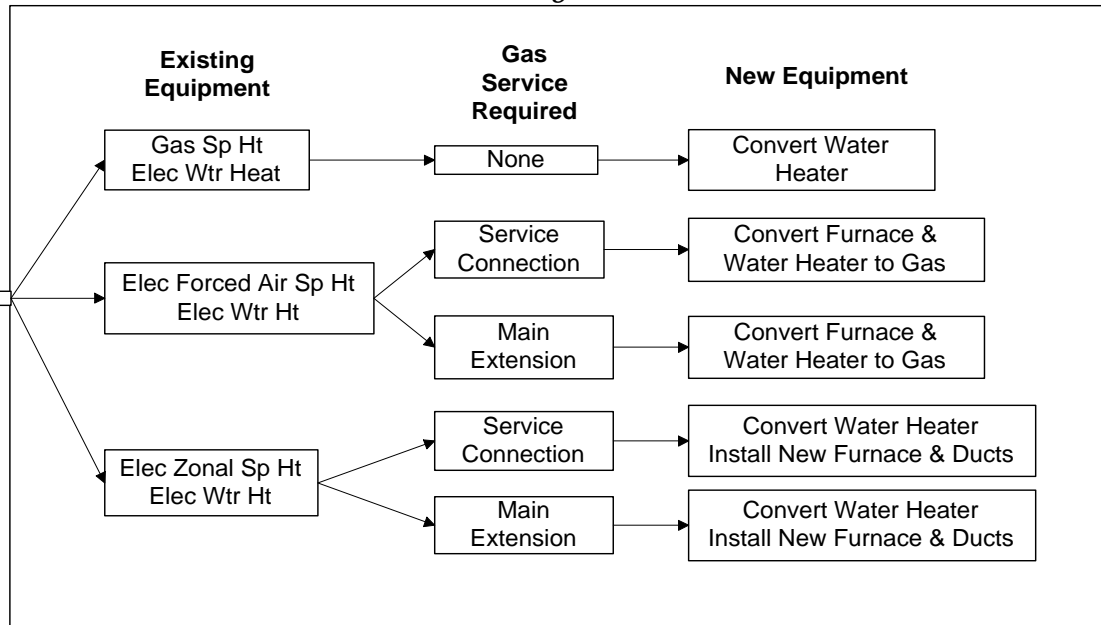 Existing
Equipment
Gas
Service
Required
New Equipment
Gas Sp Ht
Elec Wtr Heat
None
Convert Water
Heater
Elec Forced Air Sp Ht
Elec Wtr Ht
Service
Connection
Convert Furnace &
Water Heater to Gas
Main
Extension
Convert Furnace &
Water Heater to Gas
Elec Zonal Sp Ht
Elec Wtr Ht
Service
Connection
Convert Water Heater
Install New Furnace & Ducts
Main
Extension
Convert Water Heater
Install New Furnace & Ducts